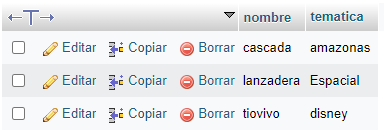 nombre tematica
Editar Copiar Borrar cascada amazonas
Editar Copiar Borrar lanzadera Espacial
Editar Copiar Borrar tiovivo disney